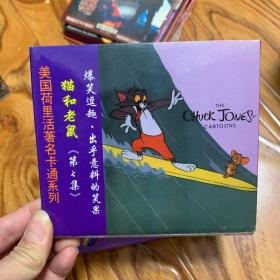 美国荷里活著名卡通系列
猫和老鼠
《第七集》
爆笑逗趣·出乎意料的笑果
THE
CHUCK JONES
CARTOONS